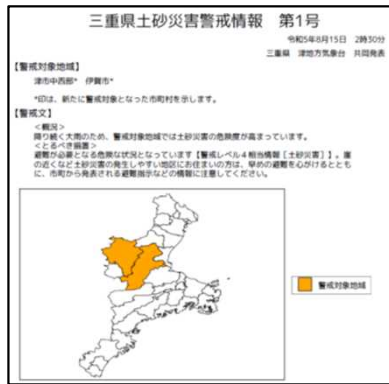 三重県土砂災害警戒情報　第1号
令和5年8月15日　2時30分
三重県　津地方気象台　共同発表
【警戒対象地域】
津市中西部*　伊賀市*
*印は、新たに警戒対象となった市町村を示します。
【警戒文】
＜概況＞
降り続く大雨のため、警戒対象地域では土砂災害の危険度が高まっています。
＜とるべき措置＞
避難が必要となる危険な状況となっています【警戒レベル４相当情報［土砂災害］】。崖
の近くなど土砂災害の発生しやすい地区にお住まいの方は、早めの避難を心がけるととも
に、市町から発表される避難指示などの情報に注意してください。
警戒対象地域